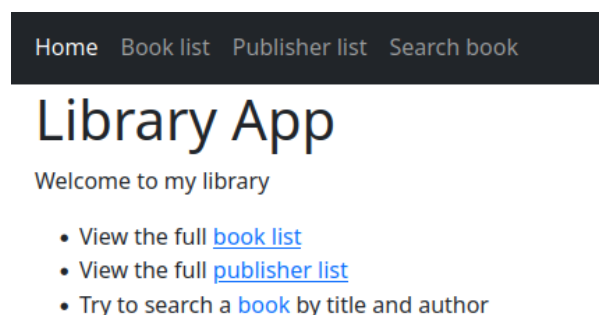 Home Book list Publisher list Search book
Library App
Welcome to my library
• View the full book list
• View the full publisher list
• Try to search a book by title and author